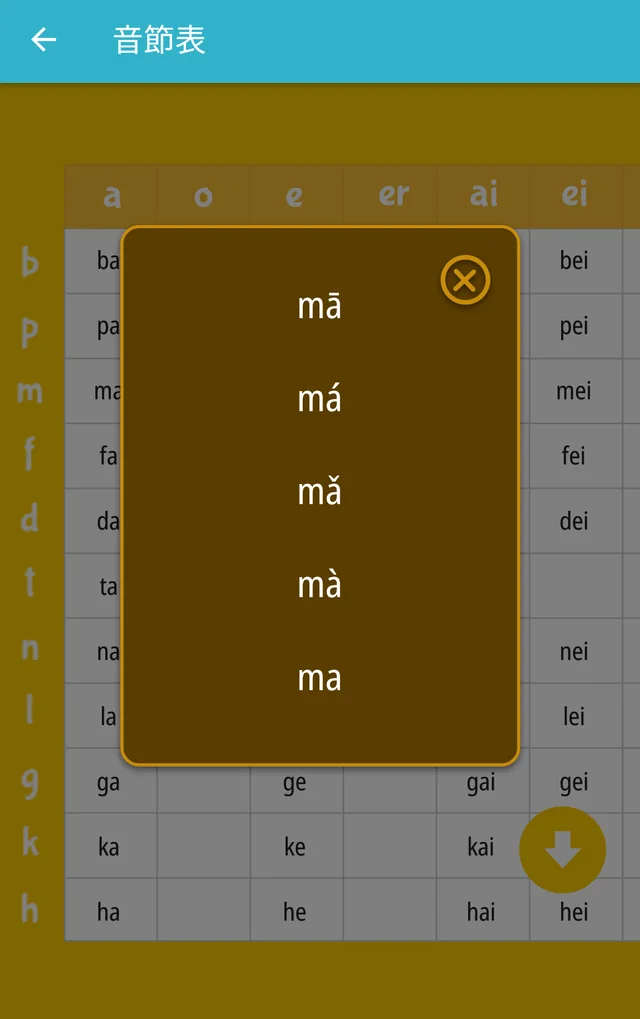 音節表
a o e er ai ei
b ba bei
p pa pei
m ma mei
f fa fei
d da dei
t ta
n na nei
l la lei
g ga ge gai gei
k ka ke kai
h ha he hai hei
mā
má
mǎ
mà
ma